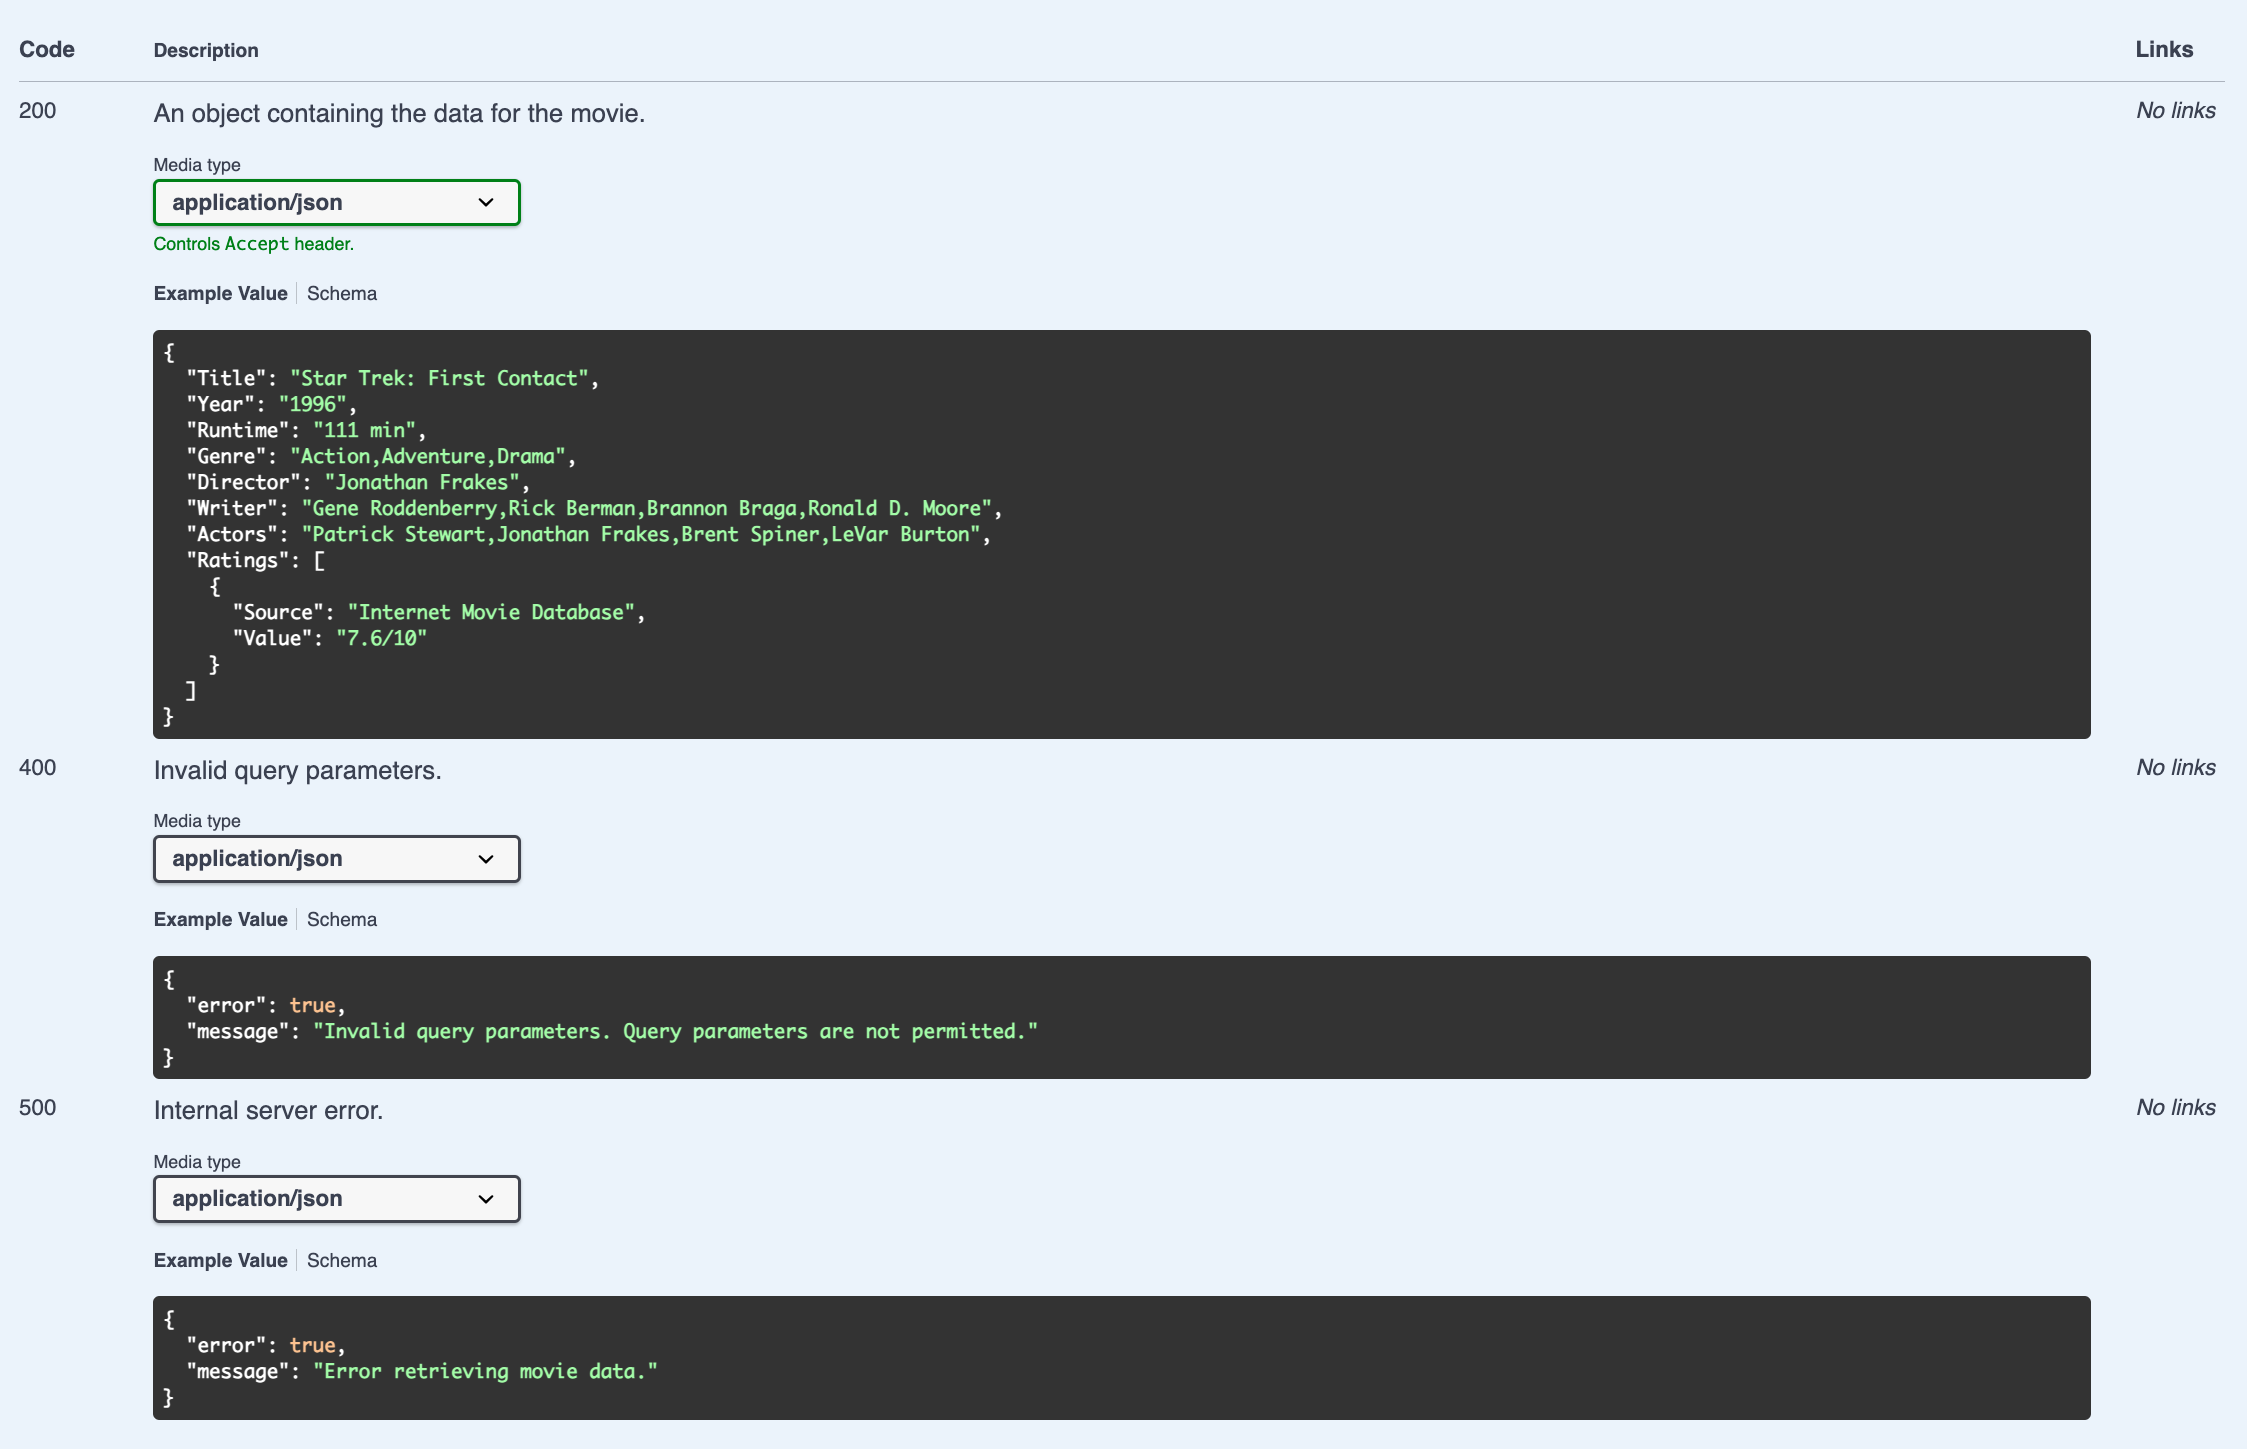 Code Description Links
200 An object containing the data for the movie. No links
Media type
application/json
Controls Accept header.
Example Value Schema
{
  "Title": "Star Trek: First Contact",
  "Year": "1996",
  "Runtime": "111 min",
  "Genre": "Action,Adventure,Drama",
  "Director": "Jonathan Frakes",
  "Writer": "Gene Roddenberry,Rick Berman,Brannon Braga,Ronald D. Moore",
  "Actors": "Patrick Stewart,Jonathan Frakes,Brent Spiner,LeVar Burton",
  "Ratings": [
    {
      "Source": "Internet Movie Database",
      "Value": "7.6/10"
    }
  ]
}
400 Invalid query parameters. No links
Media type
application/json
Example Value Schema
{
  "error": true,
  "message": "Invalid query parameters. Query parameters are not permitted."
}
500 Internal server error. No links
Media type
application/json
Example Value Schema
{
  "error": true,
  "message": "Error retrieving movie data."
}